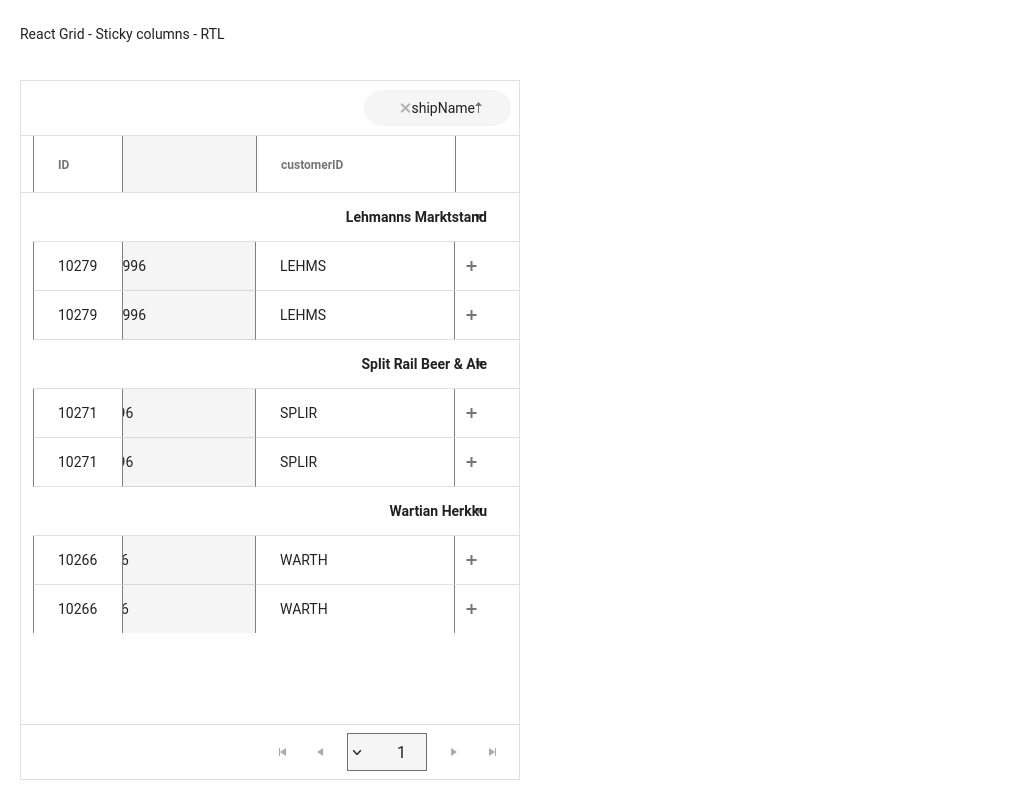 React Grid - Sticky columns - RTL
shipName
ID customerID
Lehmanns Marktstand
10279 996 LEHMS +
10279 996 LEHMS +
Split Rail Beer & Ale
10271 96 SPLIR +
10271 96 SPLIR +
Wartian Herkku
10266 6 WARTH +
10266 6 WARTH +
1